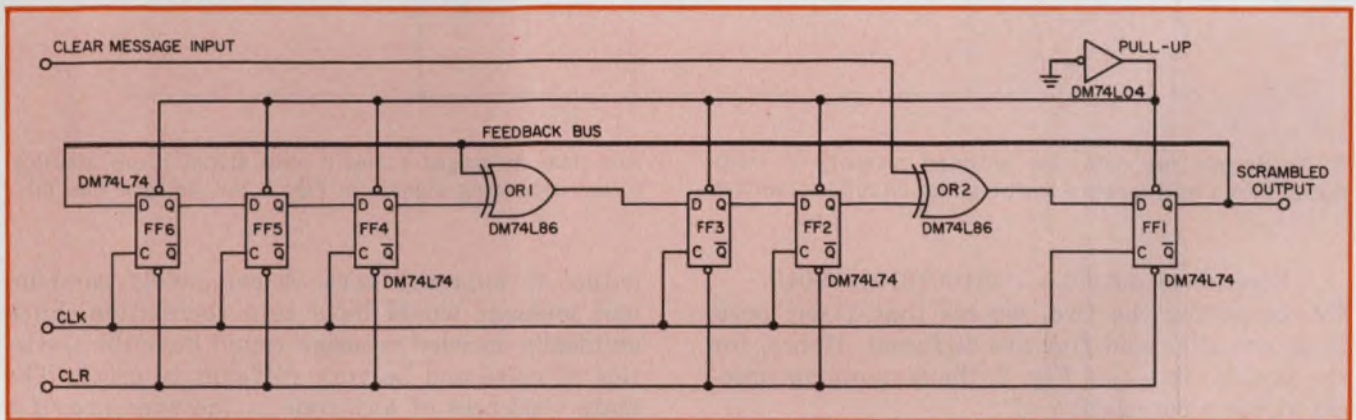 CLEAR MESSAGE INPUT
PULL-UP
DM74L04
FEEDBACK BUS
DM74L74
SCRAMBLED
OUTPUT
D Q
FF6
C Q̅
D Q
FF5
C Q̅
D Q
FF4
C Q̅
OR1
DM74L86
D Q
FF3
C Q̅
D Q
FF2
C Q̅
OR2
DM74L86
D Q
FF1
C Q̅
DM74L74
DM74L74
DM74L74
CLK
CLR